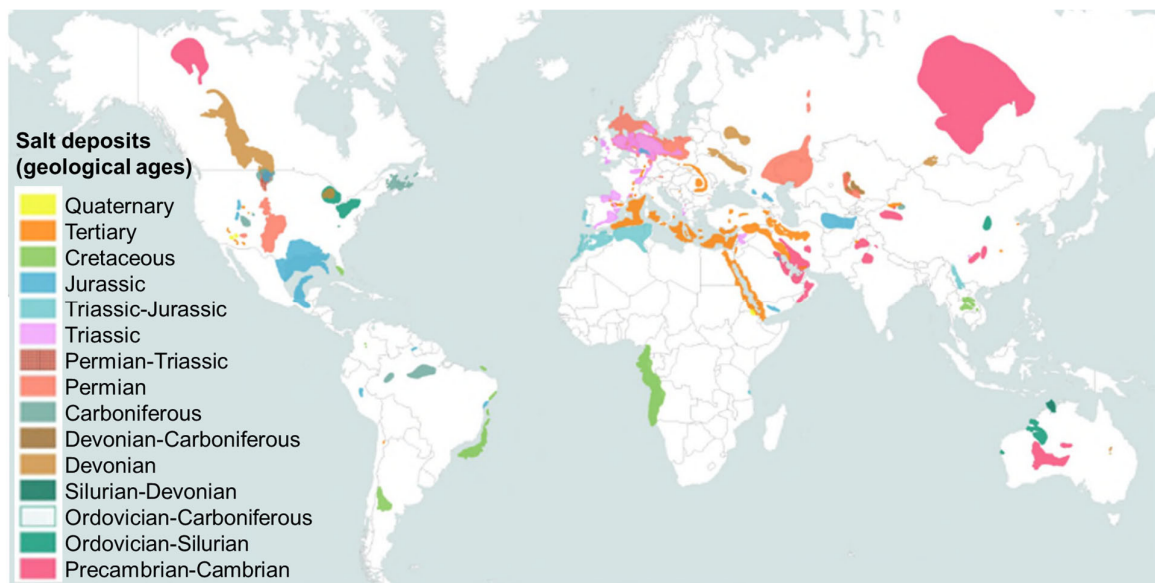 Salt deposits
(geological ages)
Quaternary
Tertiary
Cretaceous
Jurassic
Triassic-Jurassic
Triassic
Permian-Triassic
Permian
Carboniferous
Devonian-Carboniferous
Devonian
Silurian-Devonian
Ordovician-Carboniferous
Ordovician-Silurian
Precambrian-Cambrian